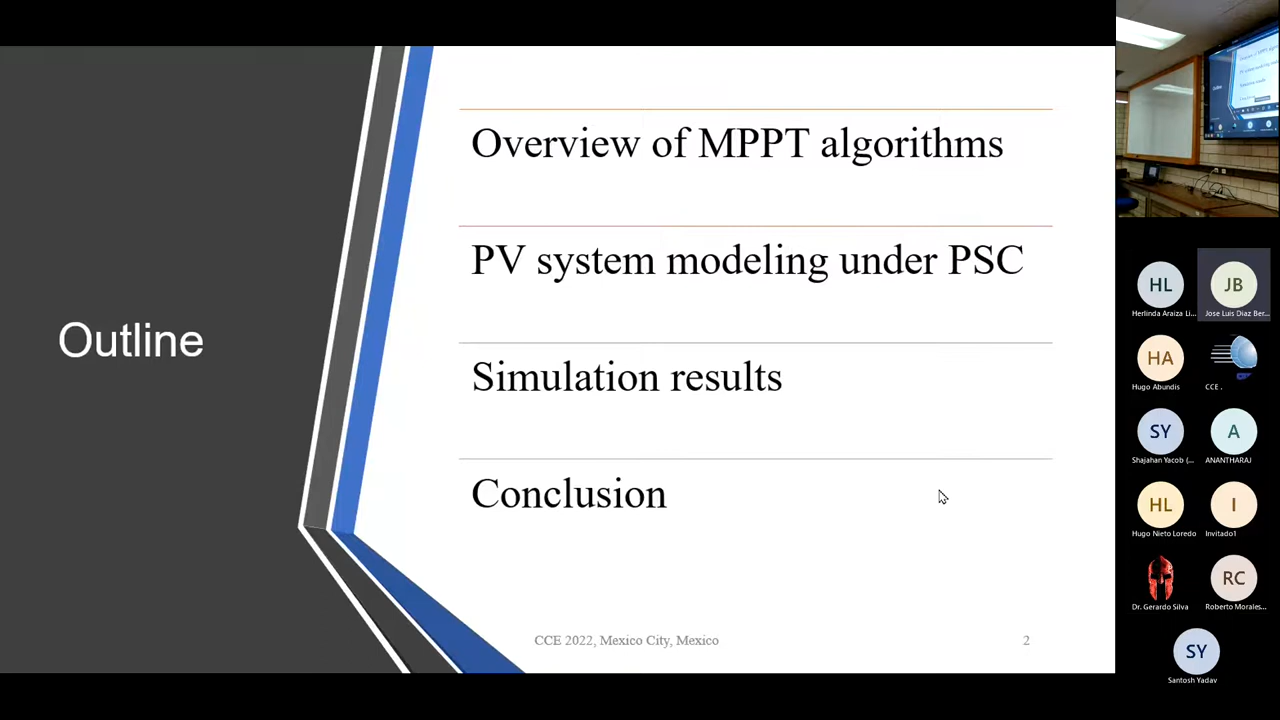 Outline
Overview of MPPT algorithms
PV system modeling under PSC
Simulation results
Conclusion
CCE 2022, Mexico City, Mexico
2
HL
Herlinda Araiza Li...
JB
Jose Luis Diaz Ber...
HA
Hugo Abundis
CCE .
SY
Shajahan Yacob (...
A
ANANTHARAJ
HL
Hugo Nieto Loredo
I
Invitado1
Dr. Gerardo Silva
RC
Roberto Morales...
SY
Santosh Yadav